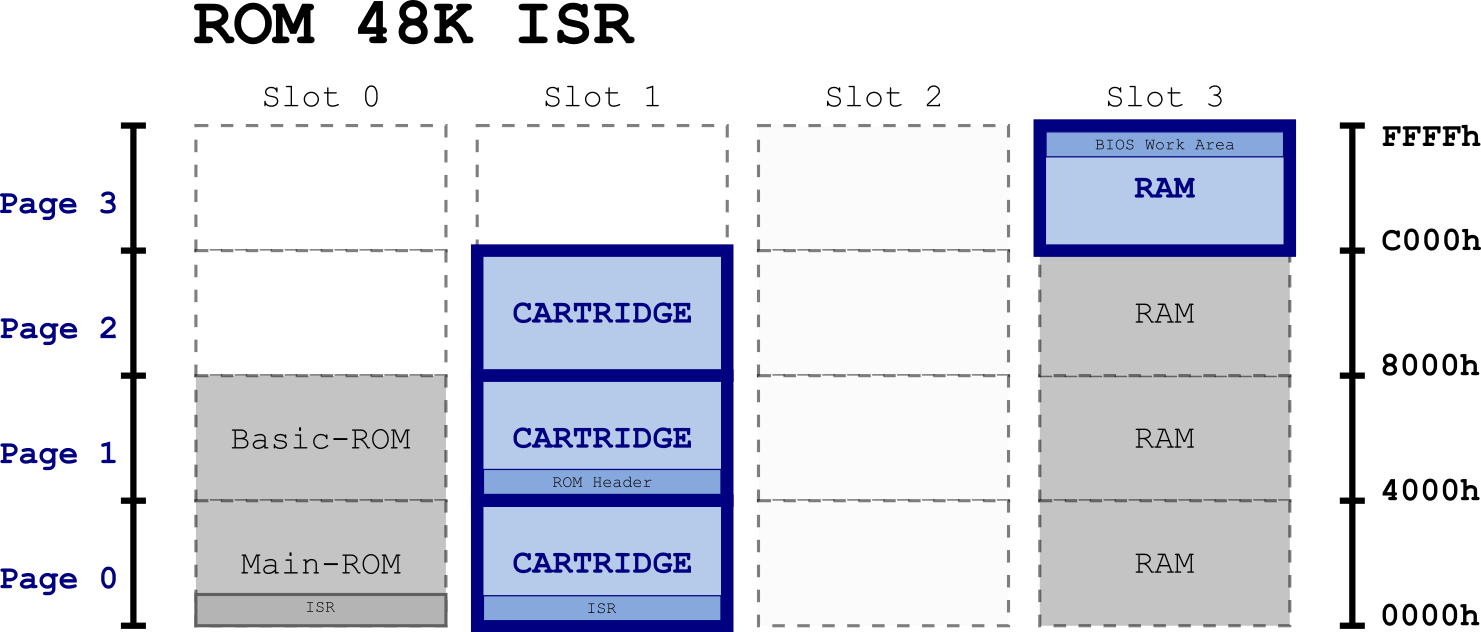 ROM 48K ISR
Slot 0 Slot 1 Slot 2 Slot 3
FFFFh
BIOS Work Area
RAM
Page 3
C000h
CARTRIDGE RAM
Page 2
8000h
Basic-ROM CARTRIDGE RAM
Page 1
ROM Header
4000h
Main-ROM CARTRIDGE RAM
Page 0
ISR ISR
0000h